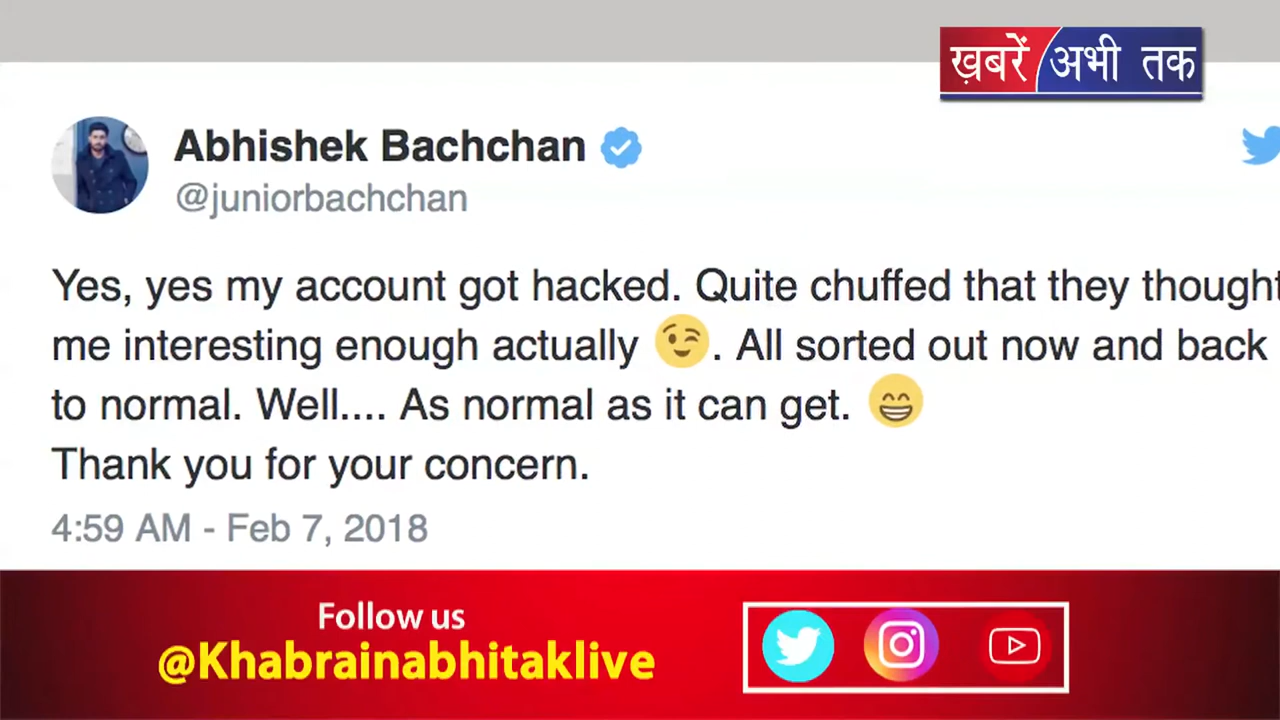 ख़बरें अभी तक
Abhishek Bachchan
@juniorbachchan
Yes, yes my account got hacked. Quite chuffed that they thought
me interesting enough actually 😉. All sorted out now and back
to normal. Well.... As normal as it can get. 😁
Thank you for your concern.
4:59 AM - Feb 7, 2018
Follow us
@Khabrainabhitaklive